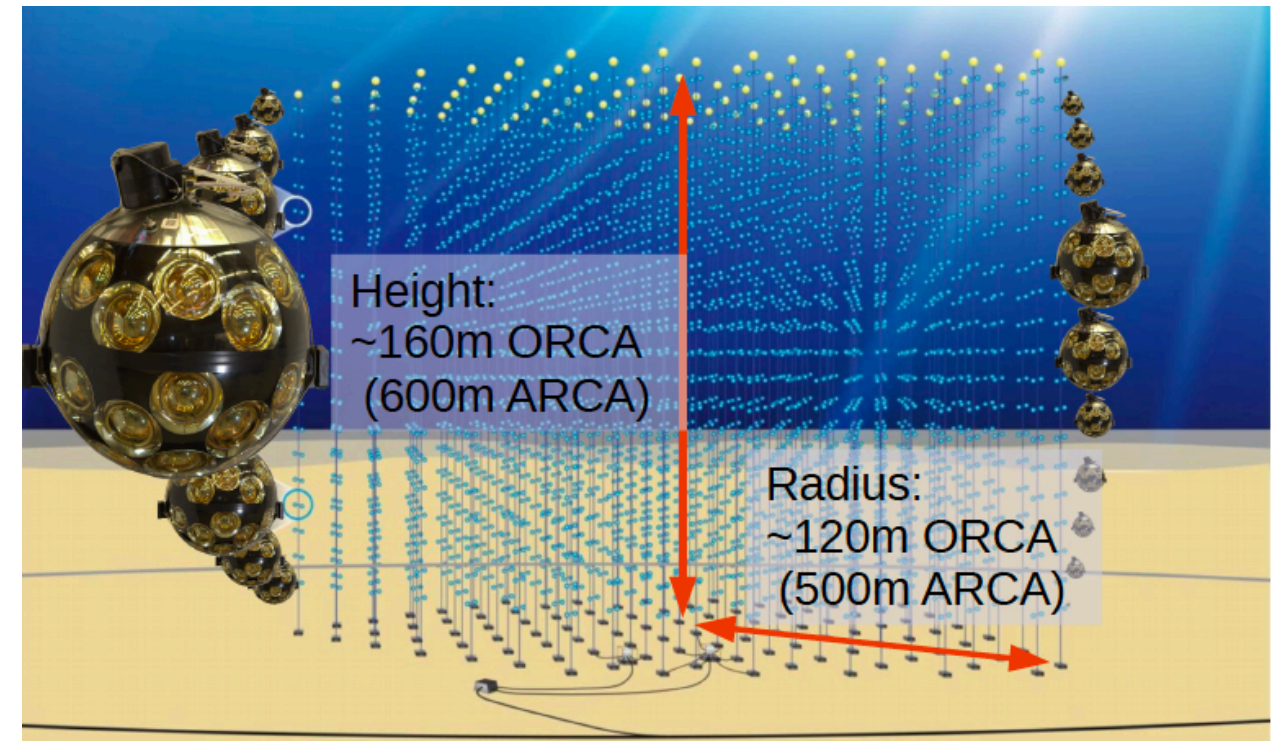 Height:
~160m ORCA
(600m ARCA)
Radius:
~120m ORCA
(500m ARCA)